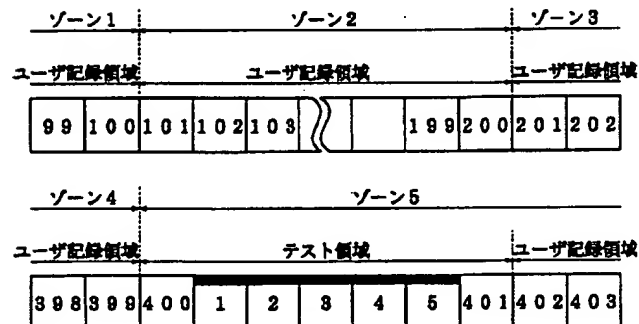 ゾーン1 ゾーン2 ゾーン3
ユーザ記録領域 ユーザ記録領域 ユーザ記録領域
99 100 101 102 103 199 200 201 202
ゾーン4 ゾーン5
ユーザ記録領域 テスト領域 ユーザ記録領域
398 399 400 1 2 3 4 5 401 402 403